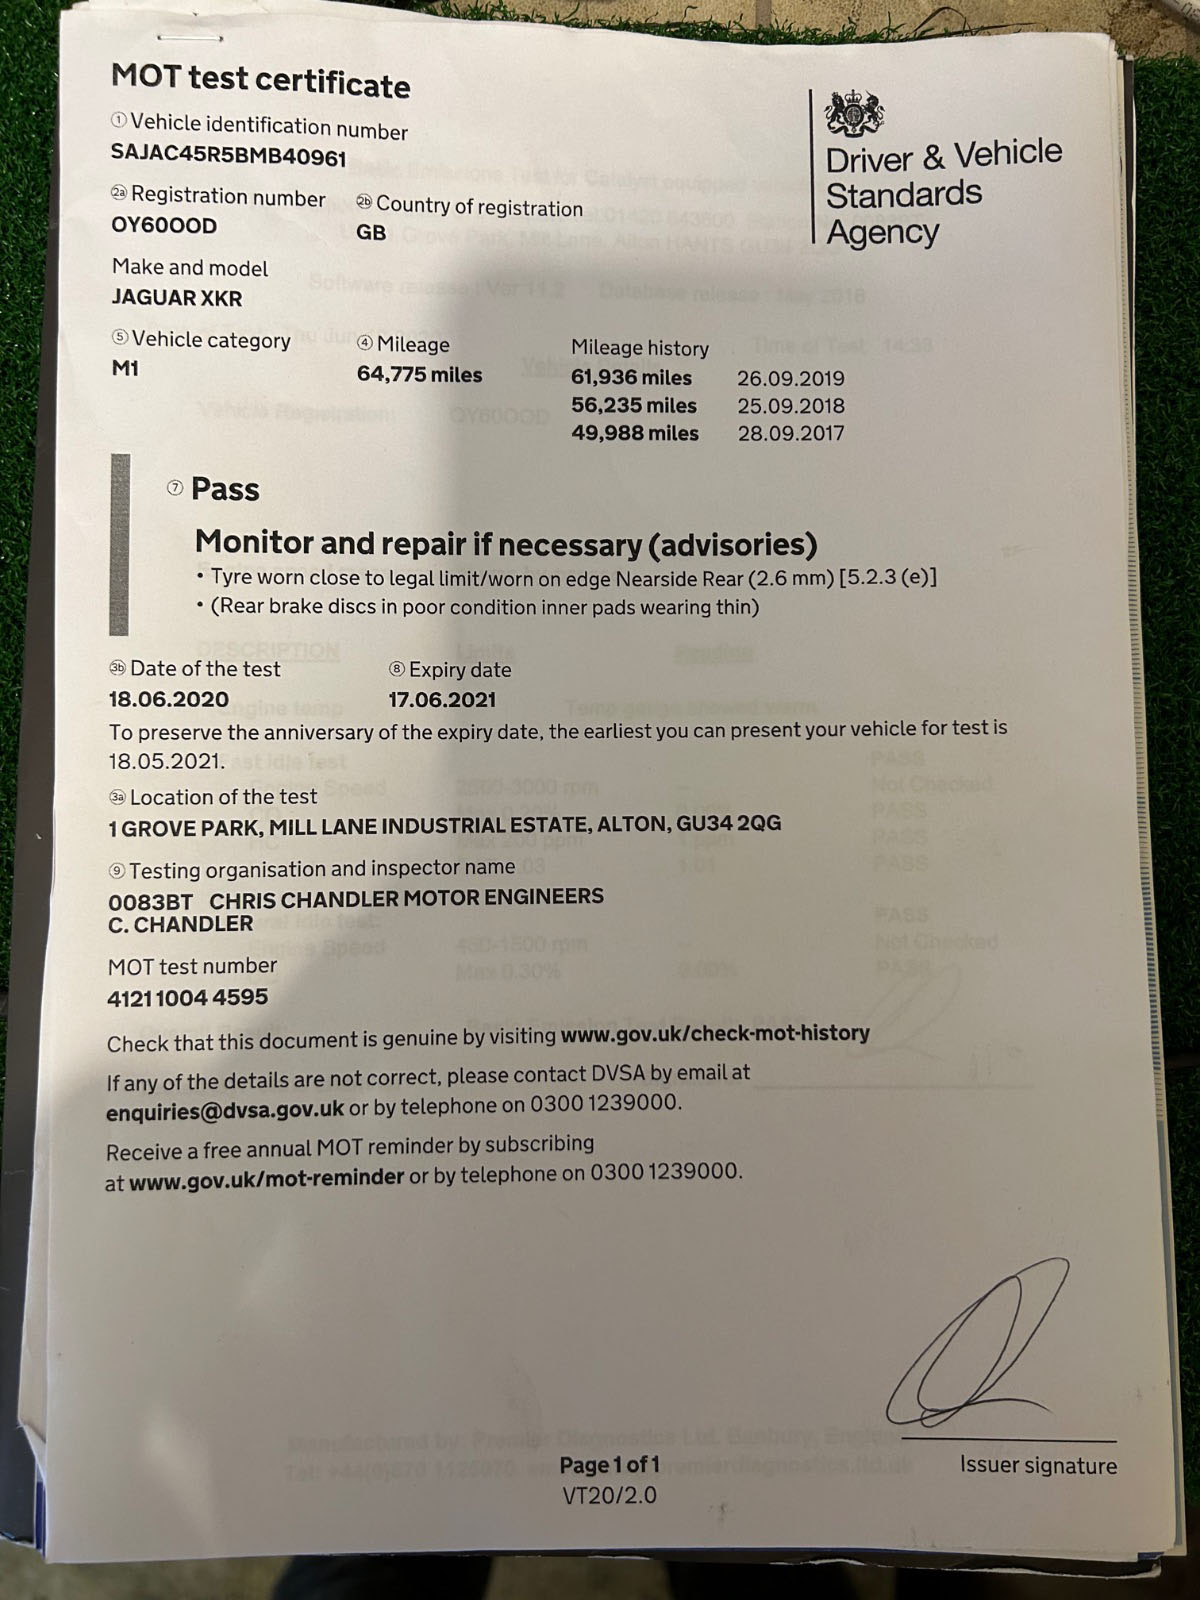 MOT test certificate
① Vehicle identification number
SAJAC45R5BMB40961
2a Registration number 2b Country of registration
OY60OOD GB
Make and model
JAGUAR XKR
⑤ Vehicle category ④ Mileage Mileage history
M1 64,775 miles 61,936 miles 26.09.2019
56,235 miles 25.09.2018
49,988 miles 28.09.2017
Driver & Vehicle
Standards
Agency
⑦ Pass
Monitor and repair if necessary (advisories)
• Tyre worn close to legal limit/worn on edge Nearside Rear (2.6 mm) [5.2.3 (e)]
• (Rear brake discs in poor condition inner pads wearing thin)
3b Date of the test ⑧ Expiry date
18.06.2020 17.06.2021
To preserve the anniversary of the expiry date, the earliest you can present your vehicle for test is
18.05.2021.
3a Location of the test
1 GROVE PARK, MILL LANE INDUSTRIAL ESTATE, ALTON, GU34 2QG
⑨ Testing organisation and inspector name
0083BT CHRIS CHANDLER MOTOR ENGINEERS
C. CHANDLER
MOT test number
4121 1004 4595
Check that this document is genuine by visiting www.gov.uk/check-mot-history
If any of the details are not correct, please contact DVSA by email at
enquiries@dvsa.gov.uk or by telephone on 0300 1239000.
Receive a free annual MOT reminder by subscribing
at www.gov.uk/mot-reminder or by telephone on 0300 1239000.
Page 1 of 1
VT20/2.0
Issuer signature